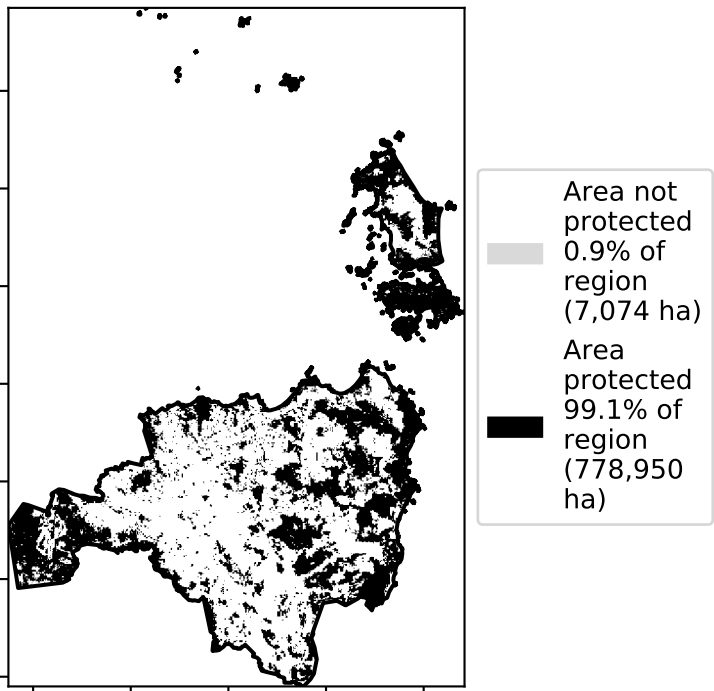 Area not
protected
0.9% of
region
(7,074 ha)
Area
protected
99.1% of
region
(778,950
ha)